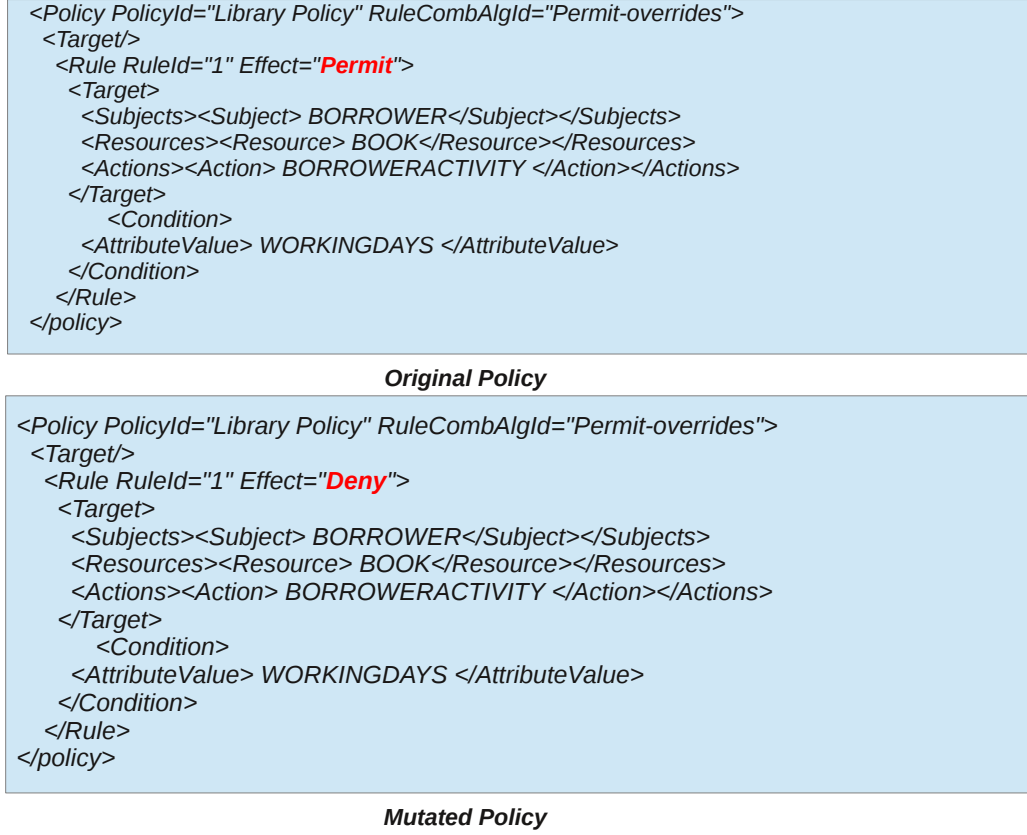 <Policy PolicyId="Library Policy" RuleCombAlgId="Permit-overrides">
<Target/>
<Rule RuleId="1" Effect="Permit">
<Target>
<Subjects><Subject> BORROWER</Subject></Subjects>
<Resources><Resource> BOOK</Resource></Resources>
<Actions><Action> BORROWERACTIVITY </Action></Actions>
</Target>
<Condition>
<AttributeValue> WORKINGDAYS </AttributeValue>
</Condition>
</Rule>
</policy>
Original Policy
<Policy PolicyId="Library Policy" RuleCombAlgId="Permit-overrides">
<Target/>
<Rule RuleId="1" Effect="Deny">
<Target>
<Subjects><Subject> BORROWER</Subject></Subjects>
<Resources><Resource> BOOK</Resource></Resources>
<Actions><Action> BORROWERACTIVITY </Action></Actions>
</Target>
<Condition>
<AttributeValue> WORKINGDAYS </AttributeValue>
</Condition>
</Rule>
</policy>
Mutated Policy